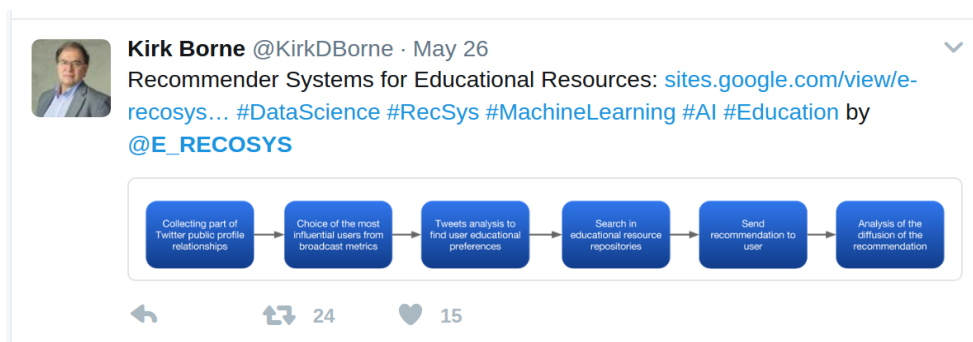 Kirk Borne @KirkDBorne · May 26
Recommender Systems for Educational Resources: sites.google.com/view/e-
recosys… #DataScience #RecSys #MachineLearning #AI #Education by
@E_RECOSYS
Collecting part of
Twitter public profile
relationships
Choice of the most
influential users from
broadcast metrics
Tweets analysis to
find user educational
preferences
Search in
educational resource
repositories
Send
recommendation to
user
Analysis of the
diffusion of the
recommendation
24
15